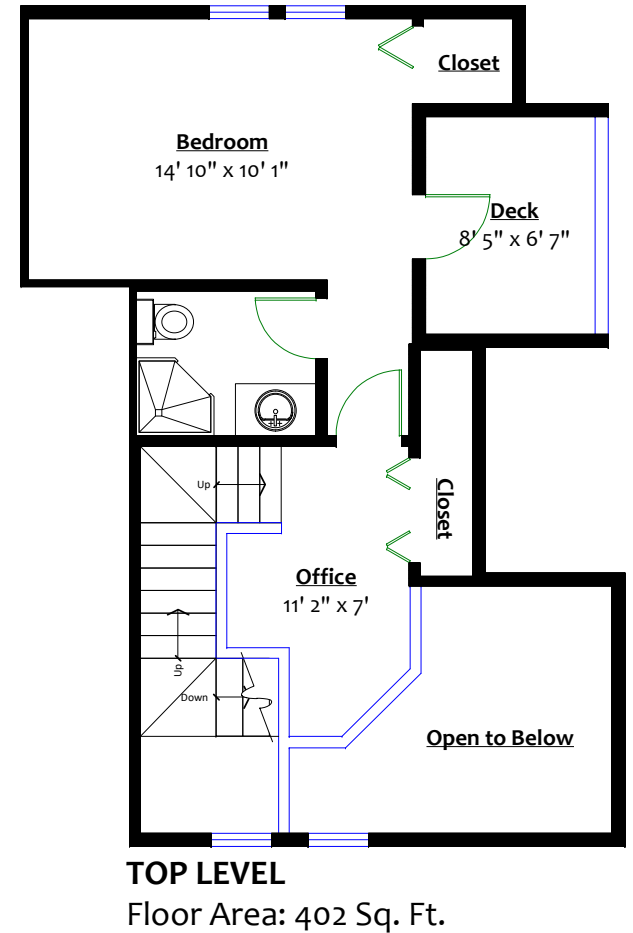 Closet
Bedroom
14' 10" x 10' 1"
Deck
8' 5" x 6' 7"
Up
Closet
Office
11' 2" x 7'
Up
Down
Open to Below
TOP LEVEL
Floor Area: 402 Sq. Ft.